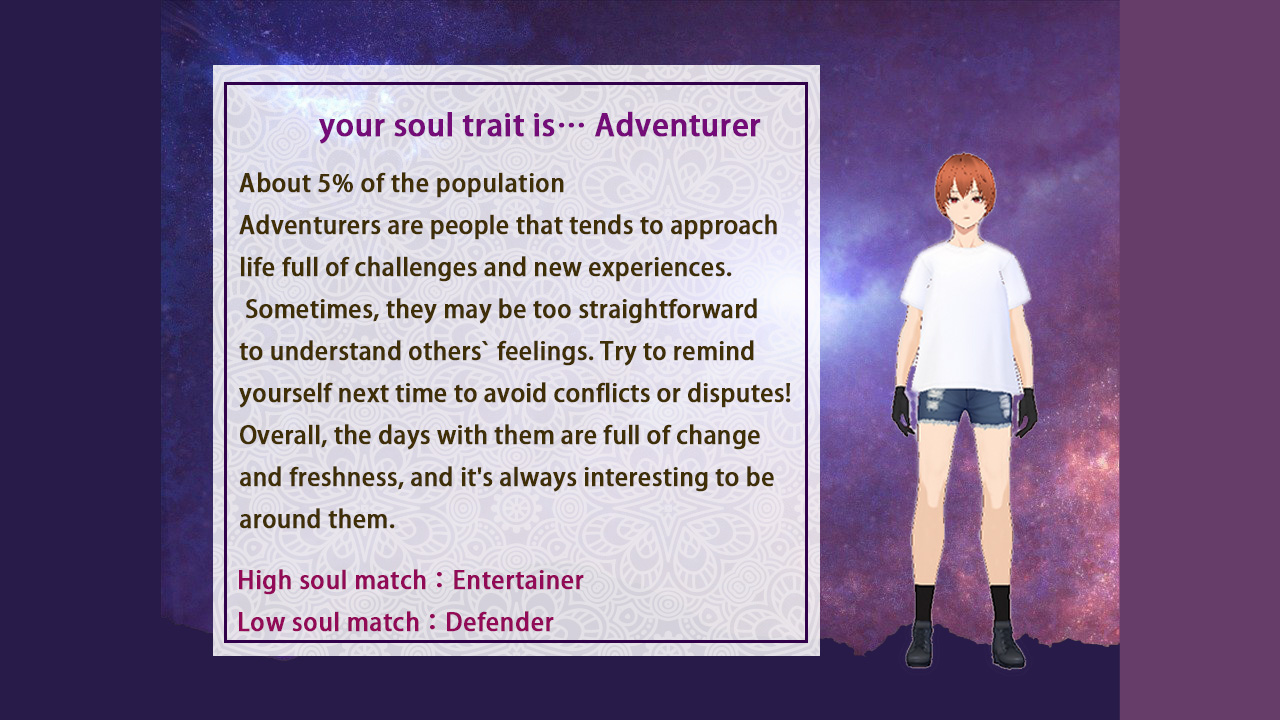 your soul trait is… Adventurer
About 5% of the population
Adventurers are people that tends to approach
life full of challenges and new experiences.
Sometimes, they may be too straightforward
to understand others` feelings. Try to remind
yourself next time to avoid conflicts or disputes!
Overall, the days with them are full of change
and freshness, and it's always interesting to be
around them.
High soul match：Entertainer
Low soul match：Defender